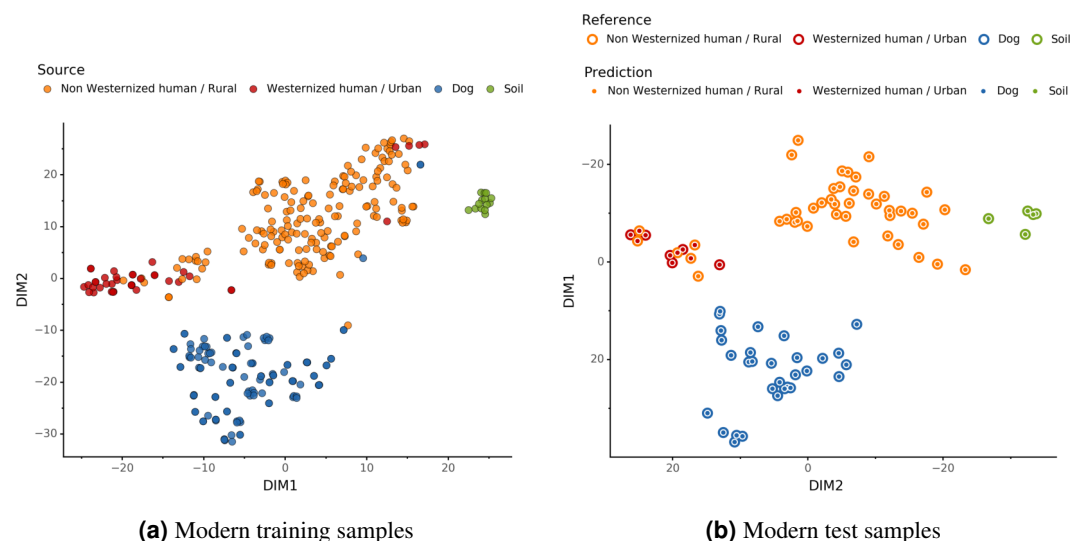 Source
Non Westernized human / Rural Westernized human / Urban Dog Soil
DIM2
20
10
0
−10
−20
−30
−20 −10 0 10 20
DIM1
(a) Modern training samples
Reference
Non Westernized human / Rural Westernized human / Urban Dog Soil
Prediction
Non Westernized human / Rural Westernized human / Urban Dog Soil
DIM1
−20
0
20
20 0 −20
DIM2
(b) Modern test samples